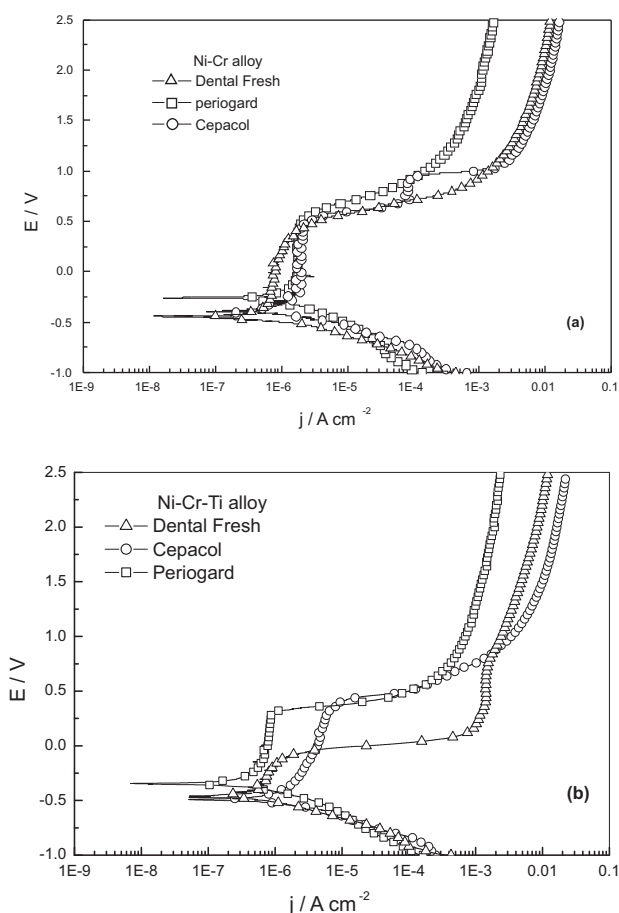 2.5
2.0
1.5
1.0
0.5
0.0
-0.5
-1.0
E / V
Ni-Cr alloy
Dental Fresh
periogard
Cepacol
(a)
1E-9 1E-8 1E-7 1E-6 1E-5 1E-4 1E-3 0.01 0.1
j / A cm-2
2.5
2.0
1.5
1.0
0.5
0.0
-0.5
-1.0
E / V
Ni-Cr-Ti alloy
Dental Fresh
Cepacol
Periogard
(b)
1E-9 1E-8 1E-7 1E-6 1E-5 1E-4 1E-3 0.01 0.1
j / A cm-2